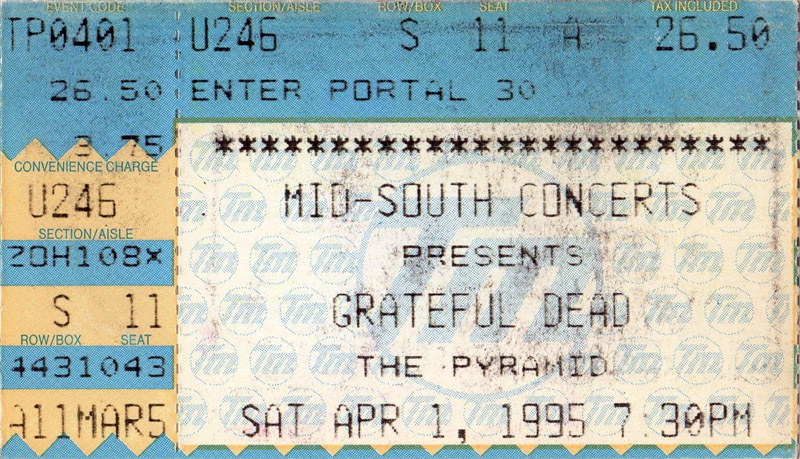 EVENT CODE SECTION/AISLE ROW/BOX SEAT TAX INCLUDED
TP0401 U246 S 11 A 26.50
26.50 ENTER PORTAL 30
3.75 **********************
CONVENIENCE CHARGE
U246 MID-SOUTH CONCERTS
SECTION/AISLE
ZOH108X PRESENTS
S 11 GRATEFUL DEAD
ROW/BOX SEAT
4431043 THE PYRAMID
A11MAR5 SAT APR 1, 1995 7:30PM